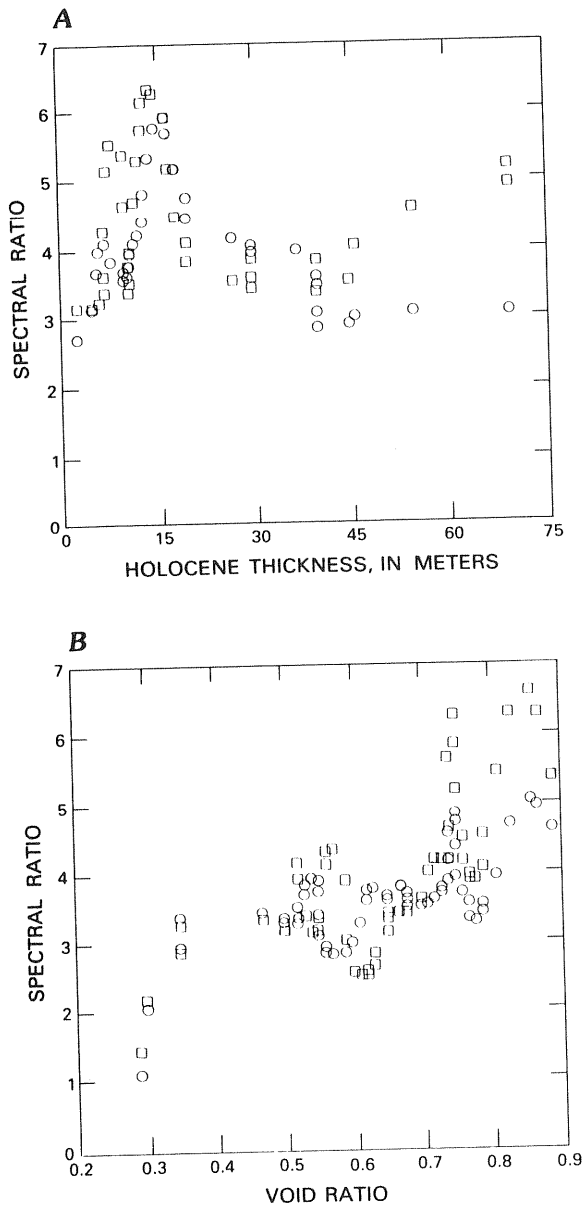 A
7
6
5
4
3
2
1
0
SPECTRAL RATIO
0 15 30 45 60 75
HOLOCENE THICKNESS, IN METERS
B
7
6
5
4
3
2
1
0
SPECTRAL RATIO
0.2 0.3 0.4 0.5 0.6 0.7 0.8 0.9
VOID RATIO